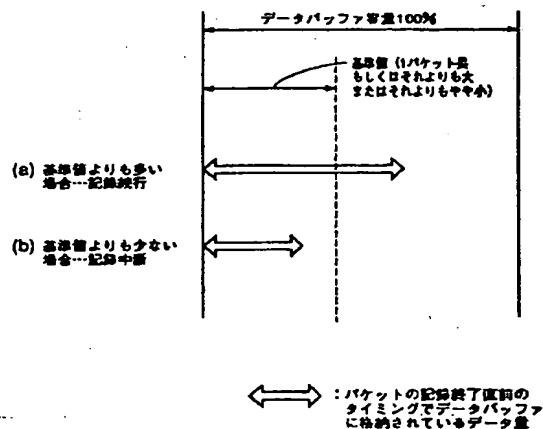 データバッファ容量100%
基準値(1パケット長
もしくはそれよりも大
またはそれよりもやや小)
(a) 基準値よりも多い
場合…記録続行
(b) 基準値よりも少ない
場合…記録中断
:パケットの記録終了直前の
タイミングでデータバッファ
に格納されているデータ量